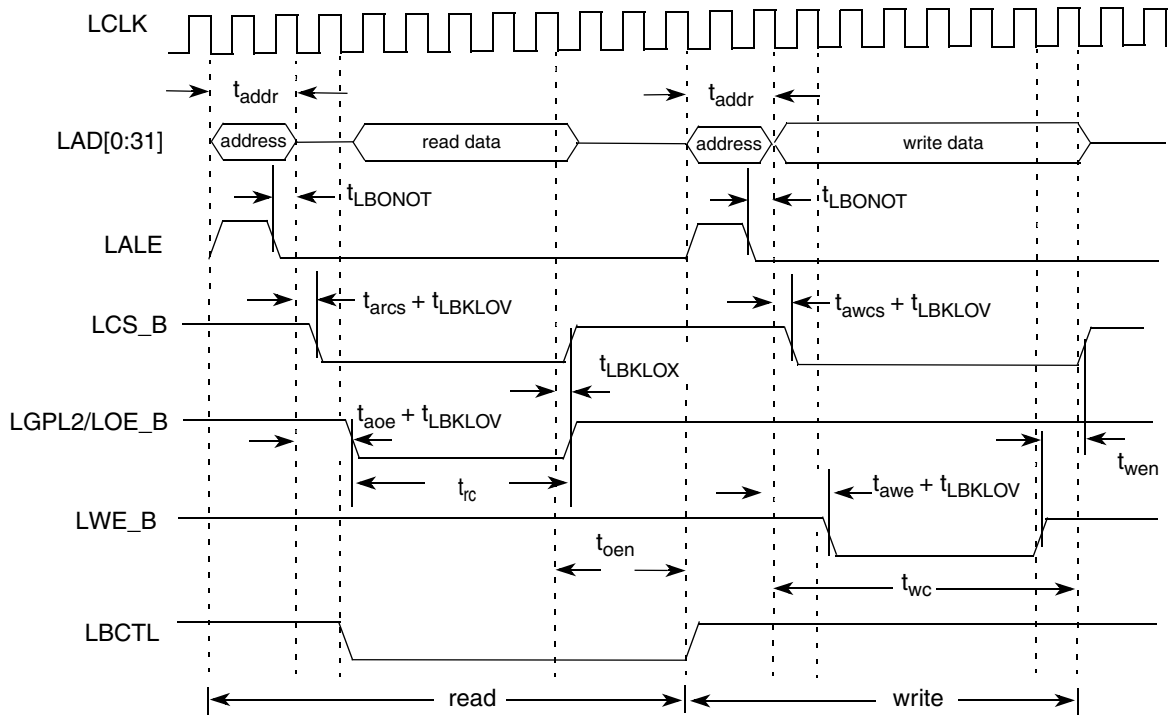 LCLK
t_addr t_addr
LAD[0:31] address read data address write data
t_LBONOT t_LBONOT
LALE
t_arcs + t_LBKLOV t_awcs + t_LBKLOV
LCS_B
t_LBKLOX
t_aoe + t_LBKLOV
LGPL2/LOE_B
t_wen
t_rc t_awe + t_LBKLOV
LWE_B
t_oen
t_wc
LBCTL
read write